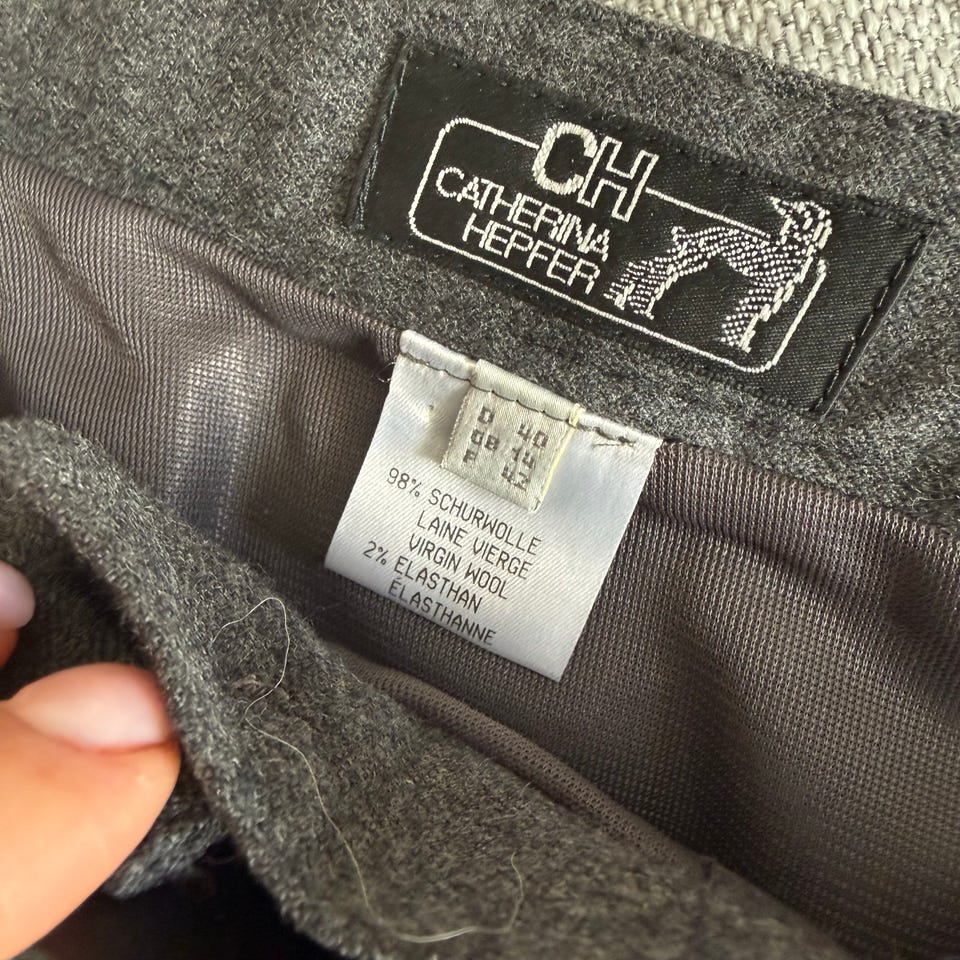 CH
CATHERINA
HEPFER
D 40
GB 14
F 42
98% SCHURWOLLE
LAINE VIERGE
VIRGIN WOOL
2% ELASTHAN
ÉLASTHANNE